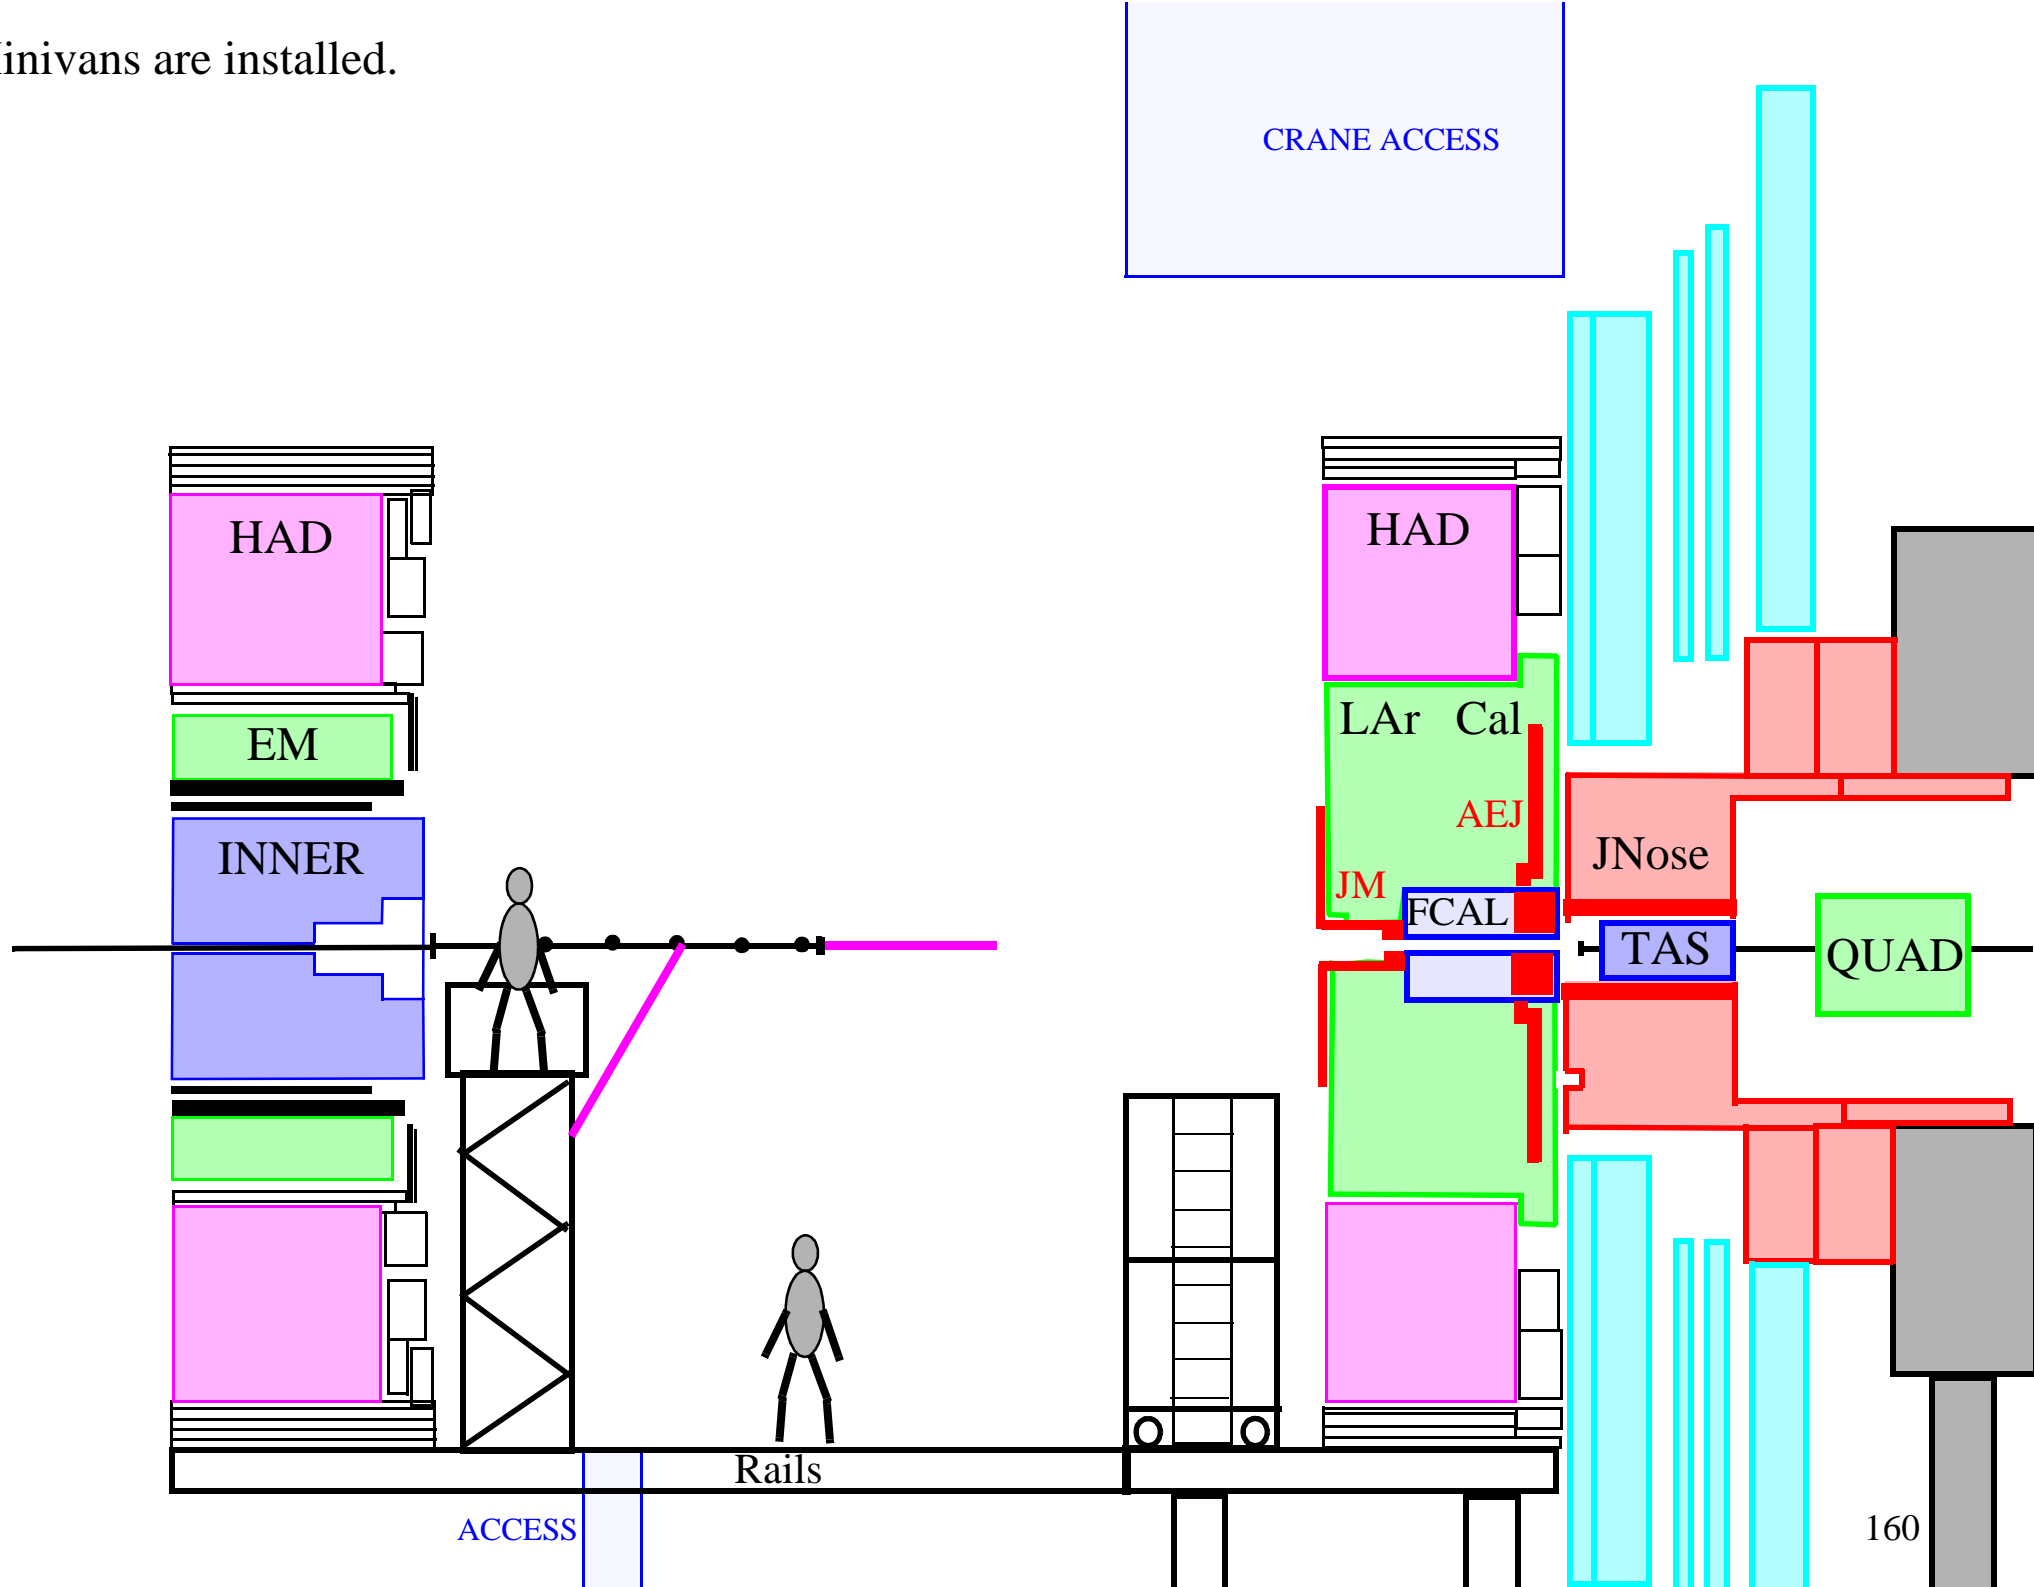 inivans are installed.
CRANE ACCESS
HAD
HAD
EM
LAr Cal
AEJ
INNER
JM
JNose
FCAL
TAS
QUAD
Rails
ACCESS
160